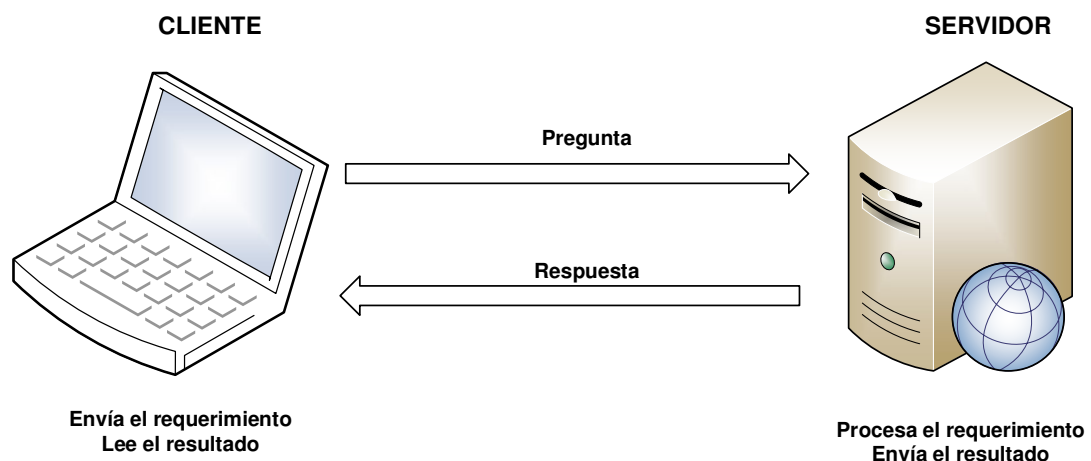 CLIENTE
SERVIDOR
Pregunta
Respuesta
Envía el requerimiento
Lee el resultado
Procesa el requerimiento
Envía el resultado